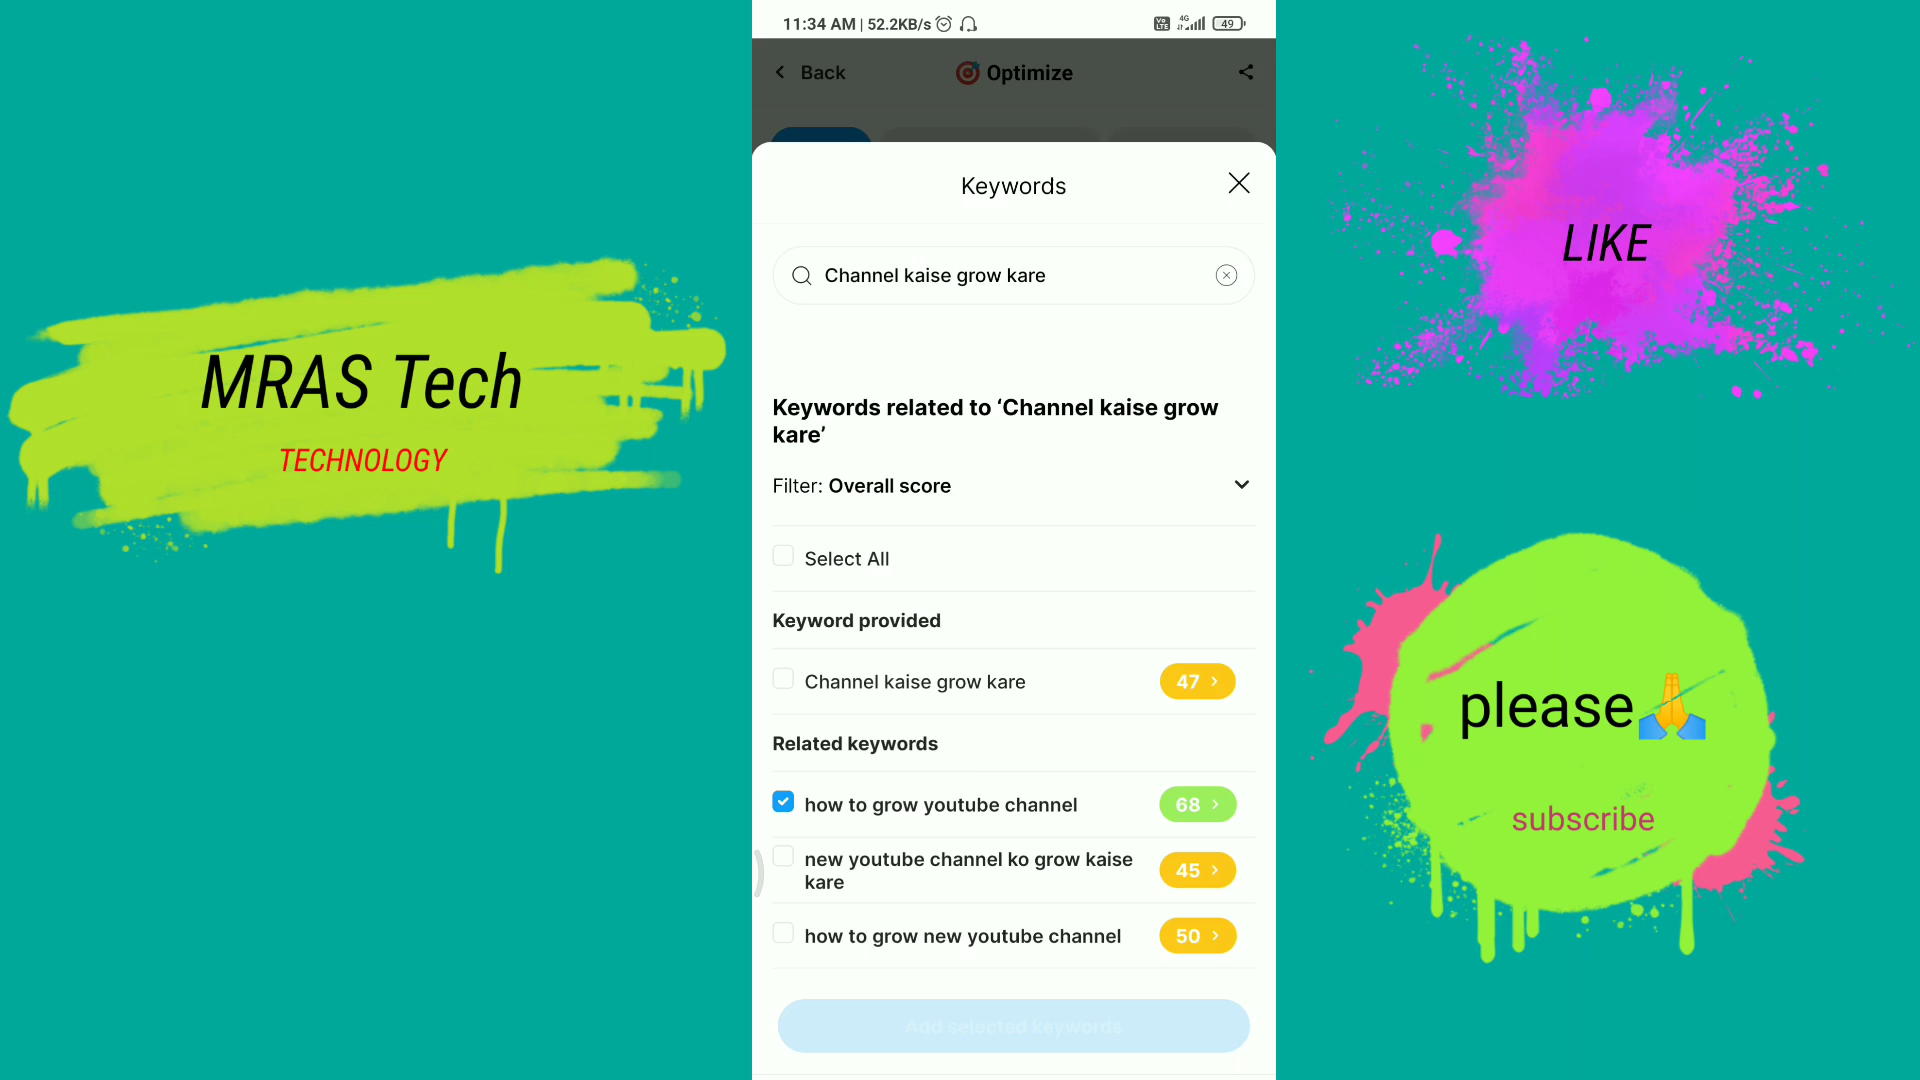 11:34 AM | 52.2KB/s
Vo LTE 4G 49
Back
Optimize
Keywords
Channel kaise grow kare
Keywords related to ‘Channel kaise grow
kare’
Filter: Overall score
Select All
Keyword provided
Channel kaise grow kare 47
Related keywords
how to grow youtube channel 68
new youtube channel ko grow kaise
kare 45
how to grow new youtube channel 50
Add selected keywords
MRAS Tech
TECHNOLOGY
LIKE
please🙏
subscribe